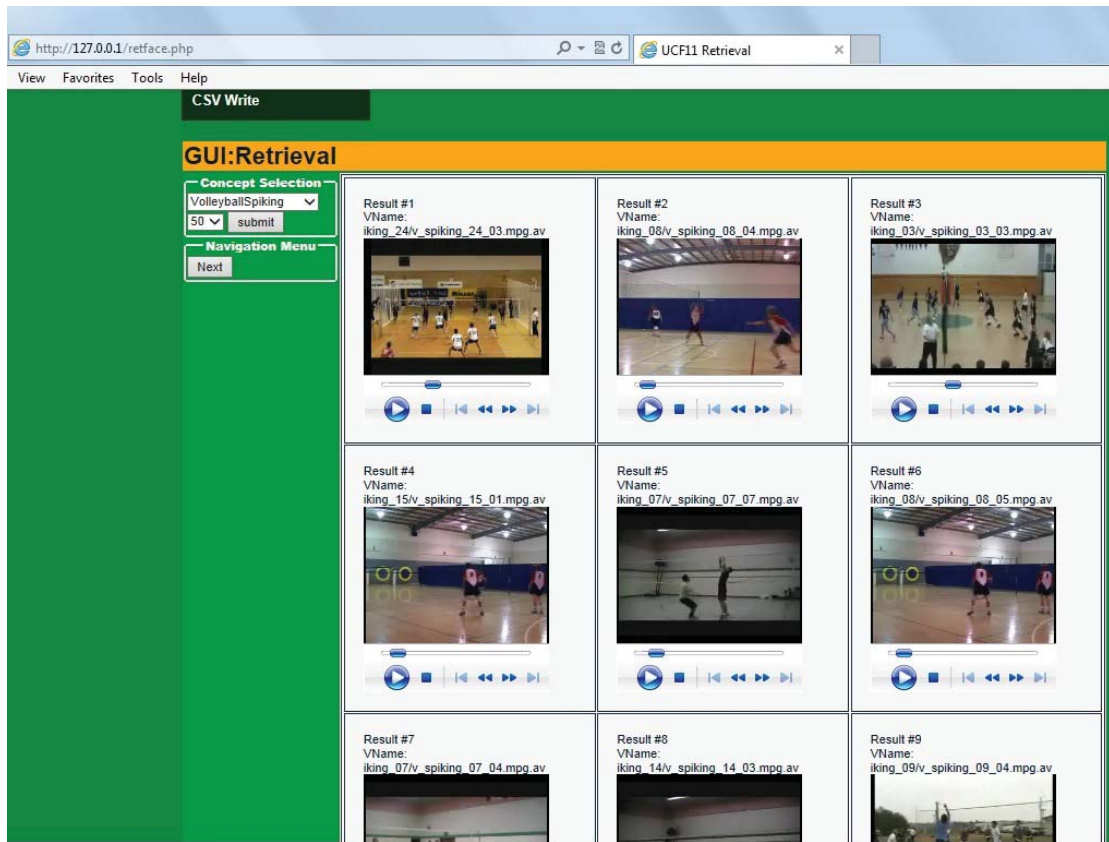 http://127.0.0.1/retface.php
UCF11 Retrieval
View Favorites Tools Help
CSV Write
GUI:Retrieval
Concept Selection
VolleyballSpiking
50 submit
Navigation Menu
Next
Result #1
VName:
iking_24/v_spiking_24_03.mpg.av
Result #2
VName:
iking_08/v_spiking_08_04.mpg.av
Result #3
VName:
iking_03/v_spiking_03_03.mpg.av
Result #4
VName:
iking_15/v_spiking_15_01.mpg.av
Result #5
VName:
iking_07/v_spiking_07_07.mpg.av
Result #6
VName:
iking_08/v_spiking_08_05.mpg.av
Result #7
VName:
iking_07/v_spiking_07_04.mpg.av
Result #8
VName:
iking_14/v_spiking_14_03.mpg.av
Result #9
VName:
iking_09/v_spiking_09_04.mpg.av